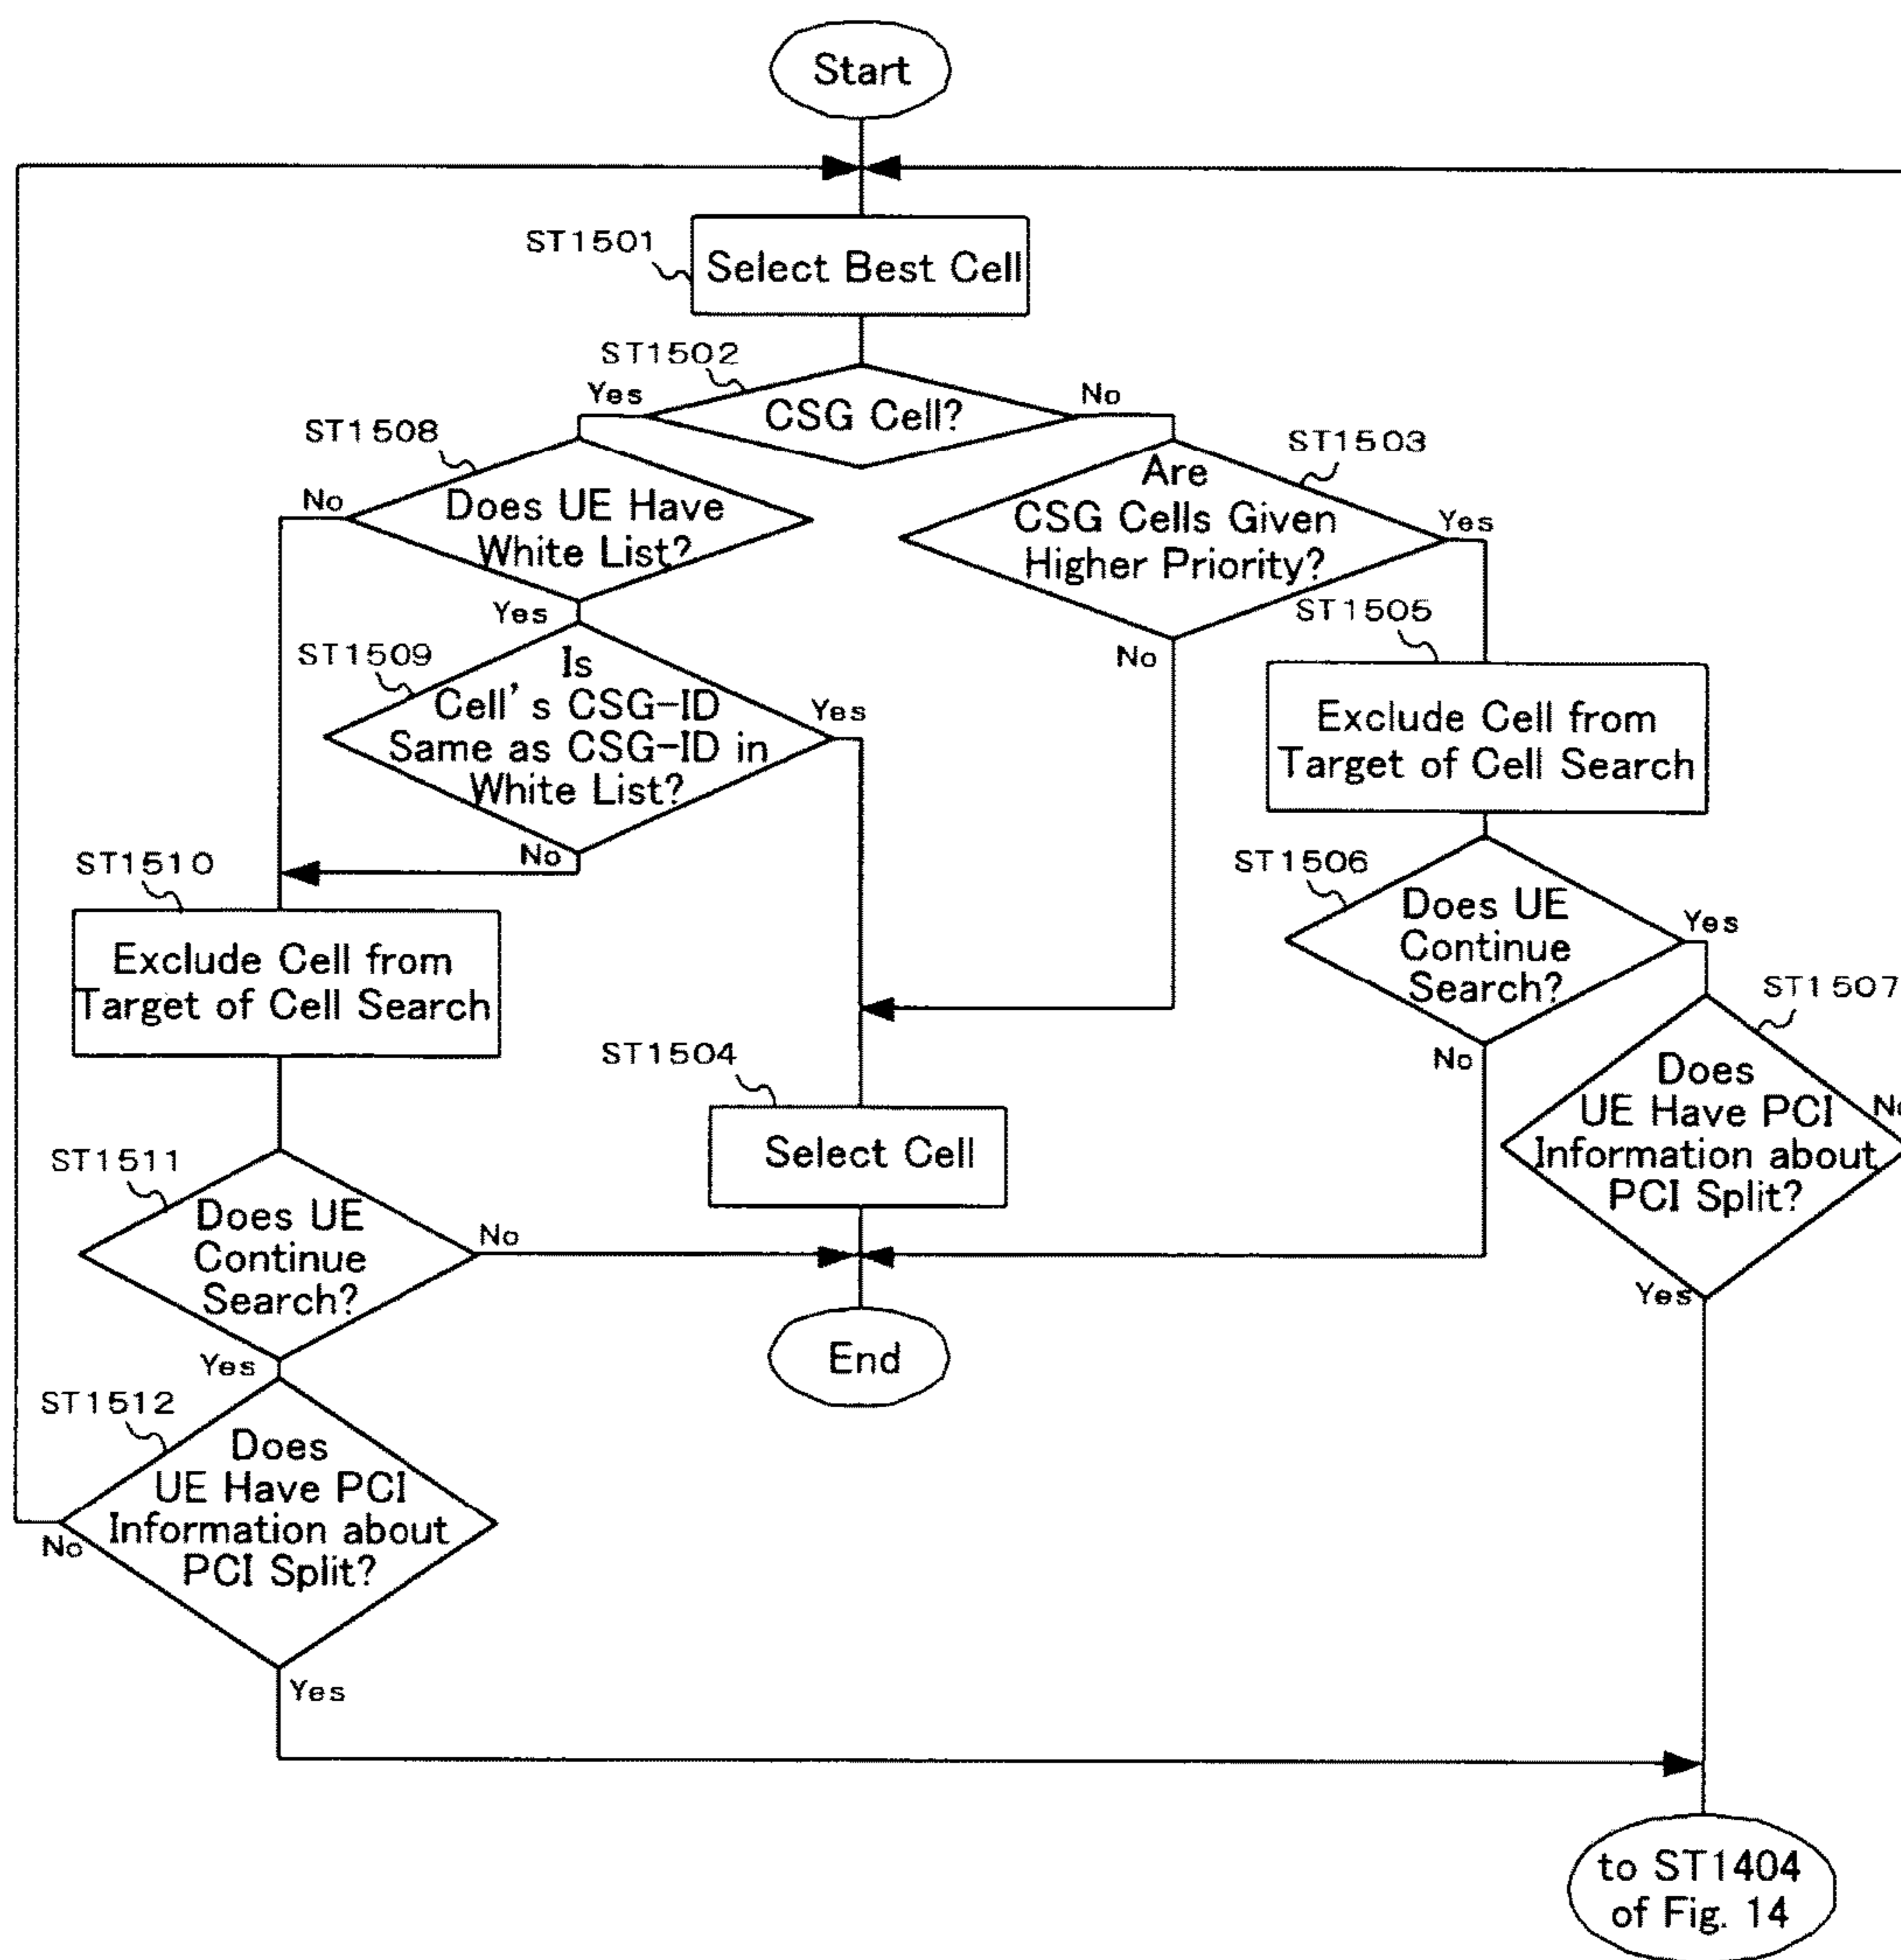 Start
ST1501
Select Best Cell
ST1502
Yes
CSG Cell?
No
ST1508
No
Does UE Have
White List?
Yes
ST1503
Are
CSG Cells Given
Higher Priority?
Yes
No
ST1509
Is
Cell's CSG-ID
Same as CSG-ID in
White List?
Yes
No
ST1505
Exclude Cell from
Target of Cell Search
ST1510
Exclude Cell from
Target of Cell Search
ST1506
Does UE
Continue
Search?
Yes
No
ST1507
Does
UE Have PCI
Information about
PCI Split?
Yes
ST1504
Select Cell
ST1511
Does UE
Continue
Search?
No
Yes
End
ST1512
Does
UE Have PCI
Information about
PCI Split?
No
Yes
to ST1404
of Fig. 14